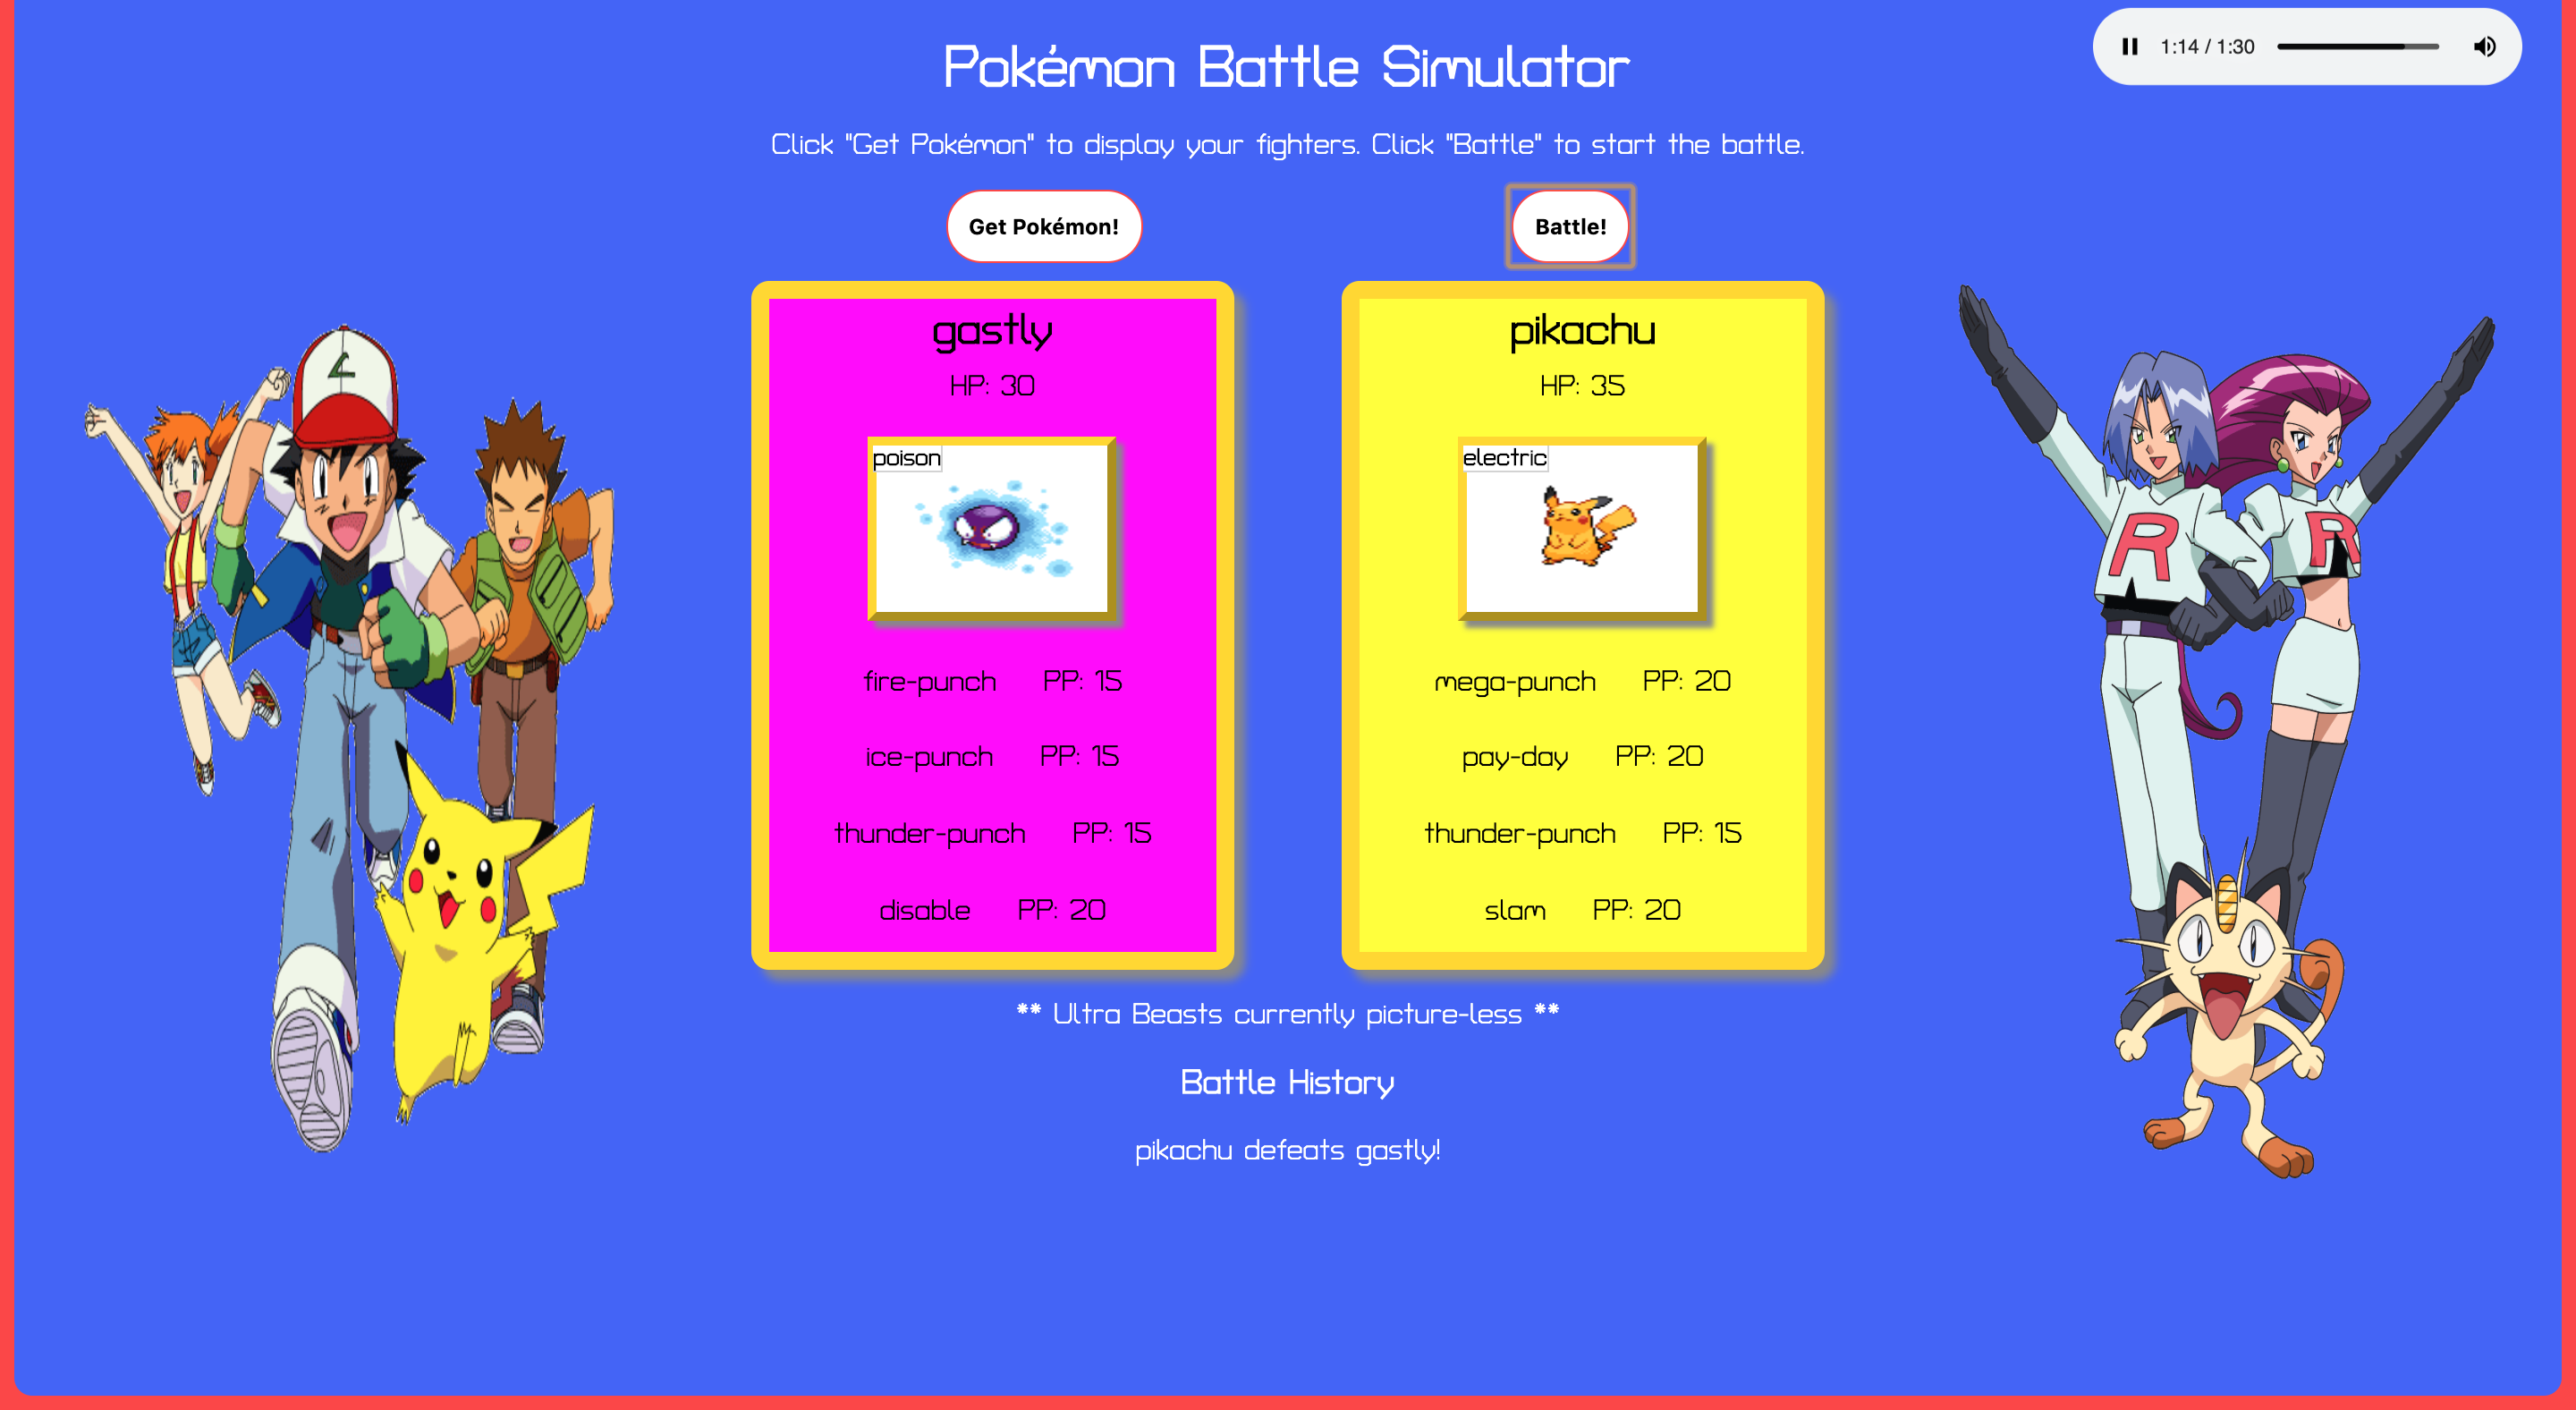 1:14 / 1:30
Pokémon Battle Simulator
Click "Get Pokémon" to display your fighters. Click "Battle" to start the battle.
Get Pokémon!
Battle!
gastly
HP: 30
poison
fire-punch PP: 15
ice-punch PP: 15
thunder-punch PP: 15
disable PP: 20
pikachu
HP: 35
electric
mega-punch PP: 20
pay-day PP: 20
thunder-punch PP: 15
slam PP: 20
R
R
** Ultra Beasts currently picture-less **
Battle History
pikachu defeats gastly!